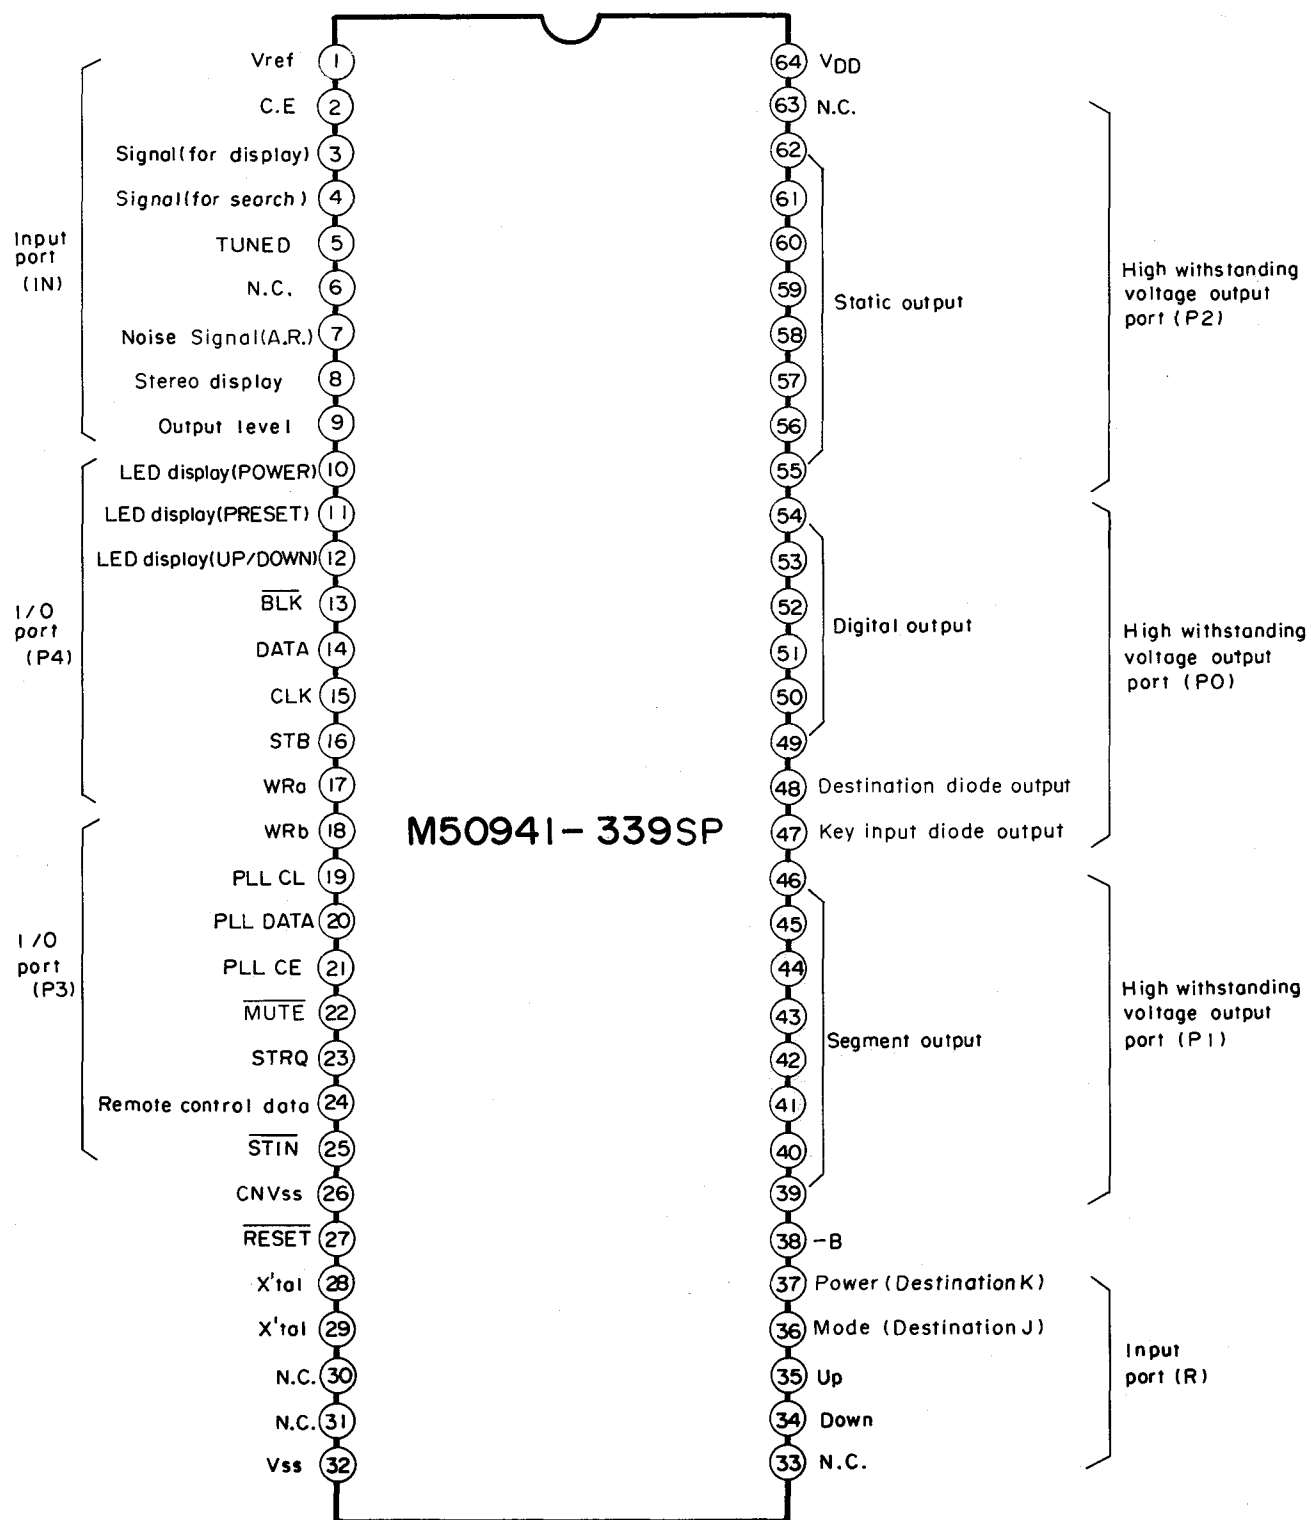 Vref 1
C.E 2
Signal(for display) 3
Signal(for search) 4
TUNED 5
N.C. 6
Noise Signal(A.R.) 7
Stereo display 8
Output level 9
Input
port
(IN)
LED display(POWER) 10
LED display(PRESET) 11
LED display(UP/DOWN) 12
BLK 13
DATA 14
CLK 15
STB 16
WRa 17
I/O
port
(P4)
WRb 18
PLL CL 19
PLL DATA 20
PLL CE 21
MUTE 22
STRQ 23
Remote control data 24
STIN 25
I/O
port
(P3)
CNVss 26
RESET 27
X'tal 28
X'tal 29
N.C. 30
N.C. 31
Vss 32
M50941-339SP
64 VDD
63 N.C.
62
61
60
59
58
57
56
55
Static output
High withstanding
voltage output
port (P2)
54
53
52
51
50
49
Digital output
48 Destination diode output
47 Key input diode output
High withstanding
voltage output
port (P0)
46
45
44
43
42
41
40
39
Segment output
High withstanding
voltage output
port (P1)
38 -B
37 Power (Destination K)
36 Mode (Destination J)
35 Up
34 Down
33 N.C.
Input
port (R)